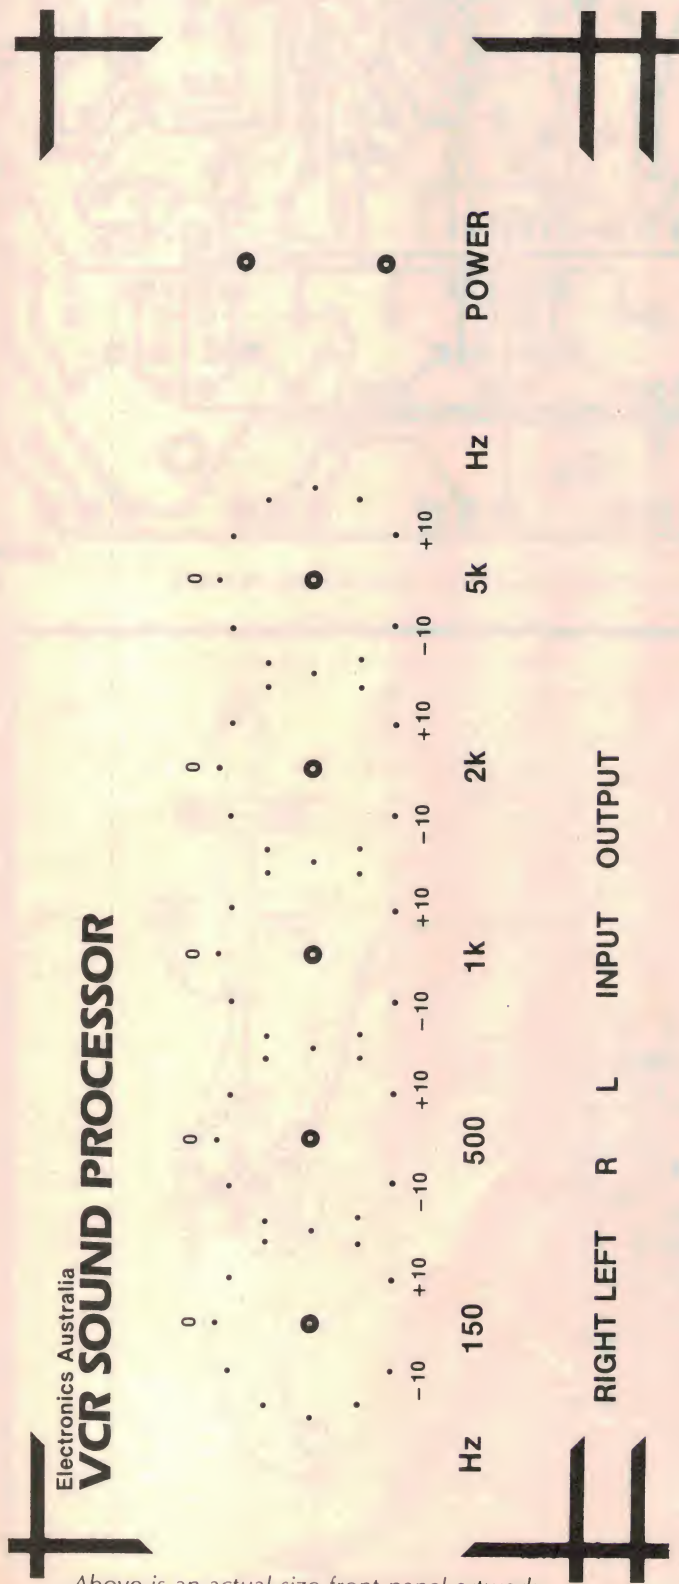 Electronics Australia
VCR SOUND PROCESSOR
0 0 0 0 0
−10 +10 −10 +10 −10 +10 −10 +10 −10 +10
Hz 150 500 1k 2k 5k Hz POWER
RIGHT LEFT R L INPUT OUTPUT
Above is an actual size front panel